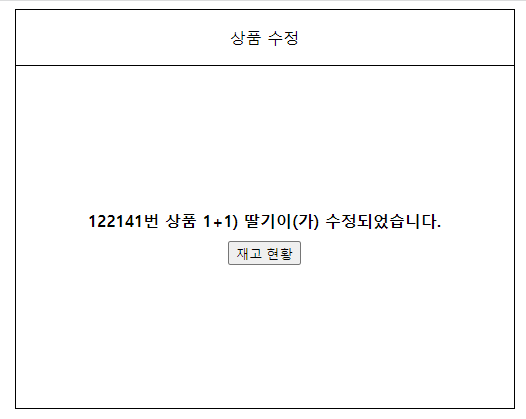 상품 수정
122141번 상품 1+1) 딸기이(가) 수정되었습니다.
재고 현황